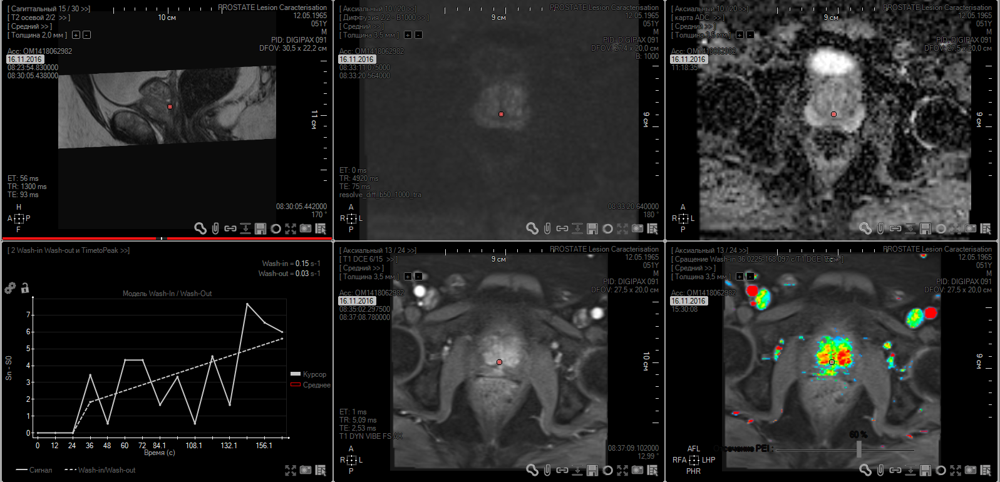 [ Сагиттальный 15 / 30 >>]
[ T2 осевой 2/2 >>]
[ Средний >>]
[ Толщина 2,0 мм ] + -
Acc: OM1418062982
16.11.2016
08:23:54.830000
08:30:05.438000
10 см
PROSTATE Lesion Caracterisation
12.05.1965
051Y
M
PID: DIGIPAX 091
DFOV: 30,5 x 22,2 см
11 см
ET: 56 ms
TR: 1300 ms
TE: 93 ms
H
A P
F
08:30:05.442000
170 °
[ Аксиальный 10 / 20 >>]
[ Диффузия 2/2 - B1000 >>]
[ Средний >>]
[ Толщина 3,5 мм ] + -
Acc: OM1418062982
16.11.2016
08:33:11.075000
08:33:20.564000
9 см
PROSTATE Lesion Caracterisation
12.05.1965
051Y
M
PID: DIGIPAX 091
DFOV: 27,4 x 20,0 см
B: 1000
9 см
ET: 0 ms
TR: 4920 ms
TE: 75 ms
resolve_diff_b50_1000_tra
A
R L
P
08:33:20.640000
180 °
[ Аксиальный 10 / 20 >>]
[ карта ADC >>]
[ Средний >>]
[ Толщина 3,5 мм ] + -
Acc: OM1418062982
16.11.2016
11:18:35
9 см
PROSTATE Lesion Caracterisation
12.05.1965
051Y
M
PID: DIGIPAX 091
DFOV: 27,5 x 20,0 см
9 см
A
R L
P
[ 2 Wash-in Wash-out и TimetoPeak >>]
Wash-in = 0.15 s-1
Wash-out = 0.03 s-1
Модель Wash-In / Wash-Out
Sn - S0
7
6
5
4
3
2
1
0
0 12 24 36 48 60 72 84.1 108.1 132.1 156.1
Время (с)
Курсор
Среднее
Сигнал
Wash-in/Wash-out
[ Аксиальный 13 / 24 >>]
[ T1 DCE 6/15 >>]
[ Средний >>]
[ Толщина 3,5 мм ] + -
Acc: OM1418062982
16.11.2016
08:35:02.297500
08:37:08.780000
9 см
PROSTATE Lesion Caracterisation
12.05.1965
051Y
M
PID: DIGIPAX 091
DFOV: 27,5 x 20,0 см
10 см
ET: 1 ms
TR: 5,09 ms
TE: 2,53 ms
T1 DYN VIBE FS AX
A
R L
P
08:37:09.102000
12,99 °
[ Аксиальный 13 / 24 >>]
[ Сращение Wash-in 36.0225-168.097 с/T1 DCE
[ Средний >>]
[ Толщина 3,5 мм ] + -
Acc: OM1418062982
16.11.2016
15:30:08
PROSTATE Lesion Caracterisation
12.05.1965
051Y
M
PID: DIGIPAX 091
DFOV: 27,5 x 20,0 см
9 см
60 %
PEI :
AFL
RFA LHP
PHR